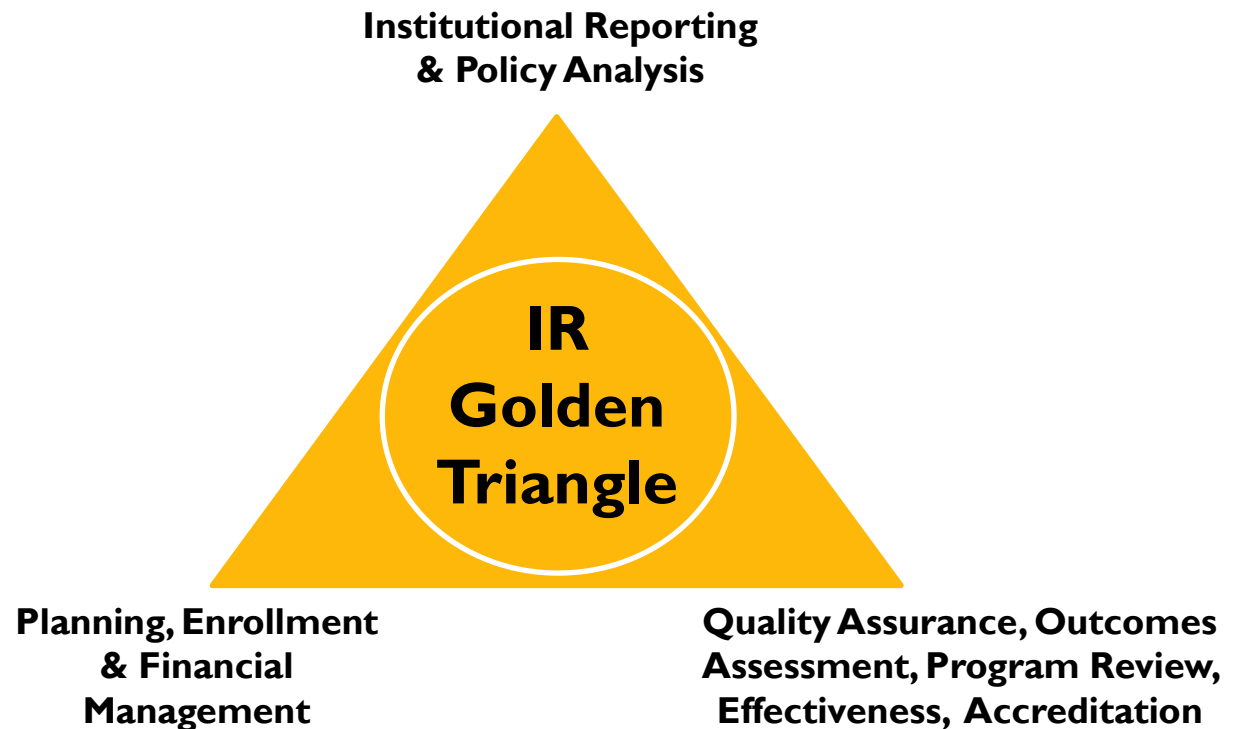 Institutional Reporting
& Policy Analysis
IR
Golden
Triangle
Planning, Enrollment
& Financial
Management
Quality Assurance, Outcomes
Assessment, Program Review,
Effectiveness, Accreditation